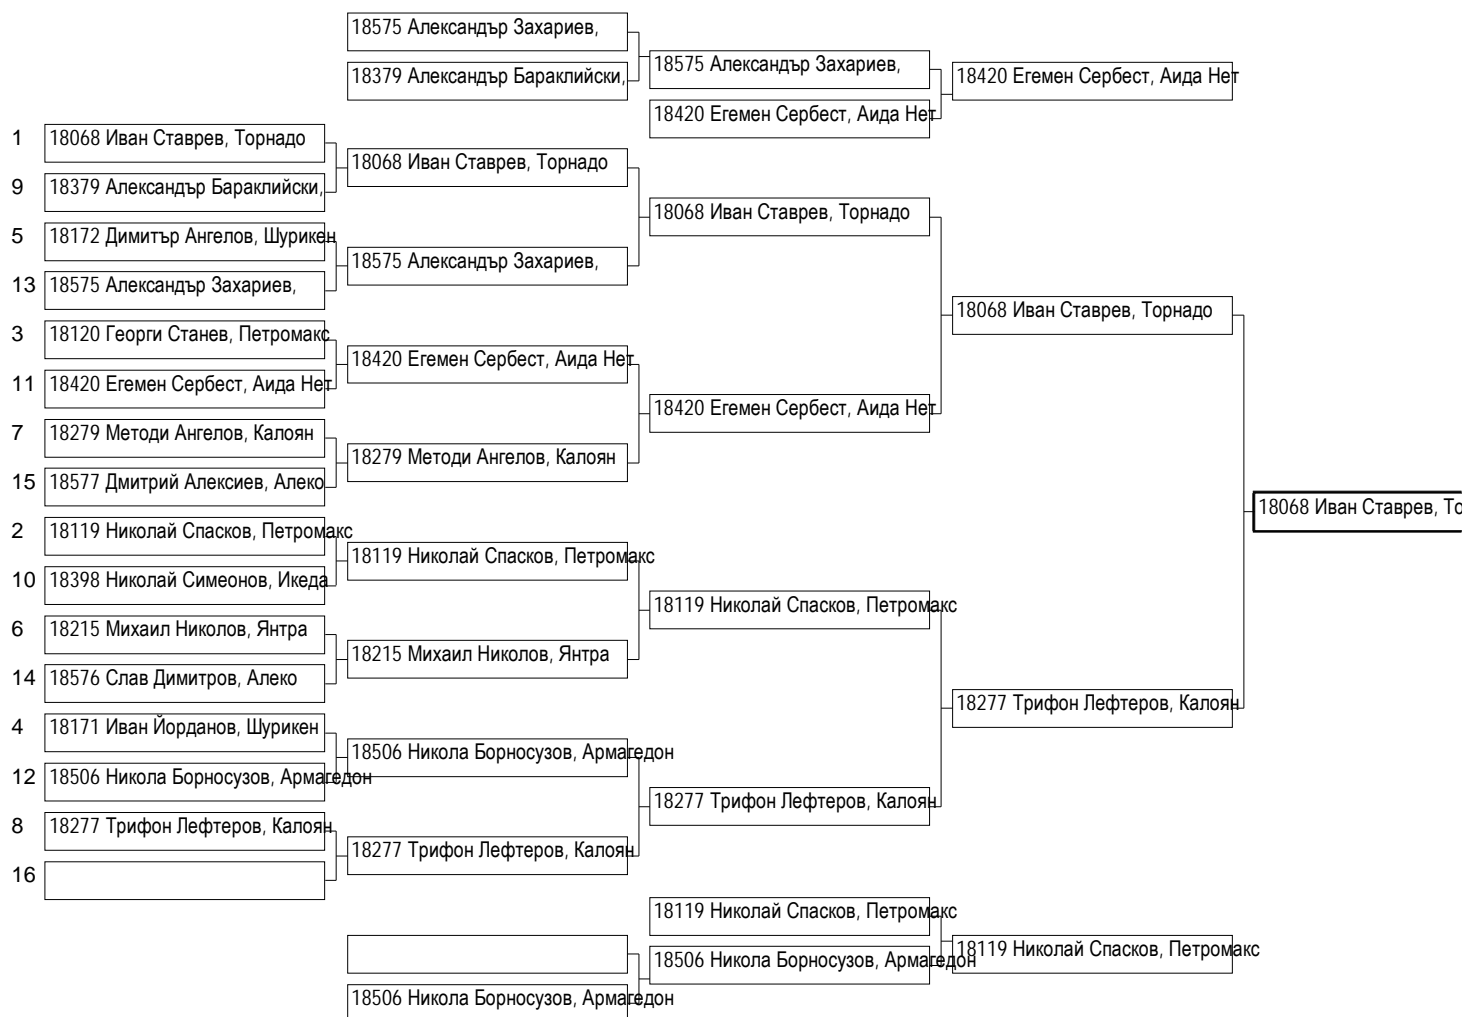 18575 Александър Захариев,
18379 Александър Бараклийски,
18575 Александър Захариев,
18420 Егемен Сербест, Аида Нет
18420 Егемен Сербест, Аида Нет
1 18068 Иван Ставрев, Торнадо
9 18379 Александър Бараклийски,
5 18172 Димитър Ангелов, Шурикен
13 18575 Александър Захариев,
3 18120 Георги Станев, Петромакс
11 18420 Егемен Сербест, Аида Нет
7 18279 Методи Ангелов, Калоян
15 18577 Дмитрий Алексиев, Алеко
2 18119 Николай Спасков, Петромакс
10 18398 Николай Симеонов, Икеда
6 18215 Михаил Николов, Янтра
14 18576 Слав Димитров, Алеко
4 18171 Иван Йорданов, Шурикен
12 18506 Никола Борносузов, Армагедон
8 18277 Трифон Лефтеров, Калоян
16
18068 Иван Ставрев, Торнадо
18575 Александър Захариев,
18420 Егемен Сербест, Аида Нет
18279 Методи Ангелов, Калоян
18119 Николай Спасков, Петромакс
18215 Михаил Николов, Янтра
18506 Никола Борносузов, Армагедон
18277 Трифон Лефтеров, Калоян
18068 Иван Ставрев, Торнадо
18420 Егемен Сербест, Аида Нет
18119 Николай Спасков, Петромакс
18277 Трифон Лефтеров, Калоян
18068 Иван Ставрев, Торнадо
18277 Трифон Лефтеров, Калоян
18068 Иван Ставрев, То
18119 Николай Спасков, Петромакс
18506 Никола Борносузов, Армагедон
18506 Никола Борносузов, Армагедон
18119 Николай Спасков, Петромакс